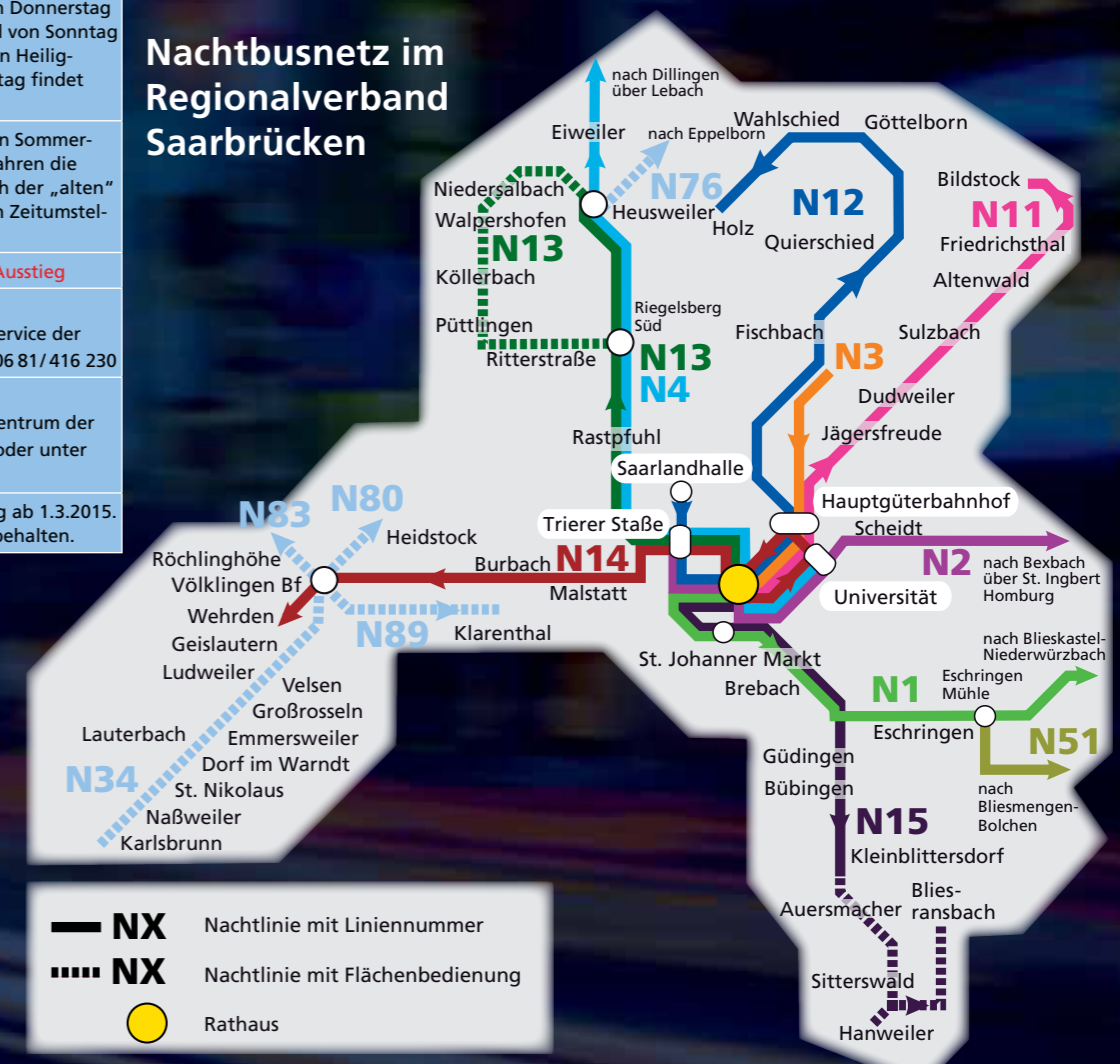 n Donnerstag
d von Sonntag
n Heilig-
tag findet
n Sommer-
ahren die
h der „alten“
n Zeitumstel-
Ausstieg
ervice der
06 81/ 416 230
entrum der
oder unter
g ab 1.3.2015.
behalten.
Nachtbusnetz im
Regionalverband
Saarbrücken
nach Dillingen
über Lebach
Eiweiler
nach Eppelborn
N76
Niedersalbach
Walpershofen
Heusweiler
N13
Köllerbach
Püttlingen
Ritterstraße
Riegelsberg
Süd
N13
N4
Rastpfuhl
Wahlschied
Göttelborn
Holz
N12
Quierschied
Fischbach
N3
Bildstock
N11
Friedrichsthal
Altenwald
Sulzbach
Dudweiler
Jägersfreude
Saarlandhalle
Trierer Staße
Hauptgüterbahnhof
Scheidt
Universität
N2
nach Bexbach
über St. Ingbert
Homburg
N83
N80
Heidstock
Röchlinghöhe
Völklingen Bf
Wehrden
Geislautern
Ludweiler
Burbach
N14
Malstatt
N89
Klarenthal
Velsen
Großrosseln
Emmersweiler
Dorf im Warndt
St. Nikolaus
Naßweiler
Karlsbrunn
Lauterbach
N34
St. Johanner Markt
Brebach
nach Blieskastel-
Niederwürzbach
N1
Eschringen
Mühle
Eschringen
N51
nach
Bliesmengen-
Bolchen
Güdingen
Bübingen
N15
Kleinblittersdorf
Auersmacher
Blies-
ransbach
Sitterswald
Hanweiler
NX Nachtlinie mit Liniennummer
NX Nachtlinie mit Flächenbedienung
Rathaus